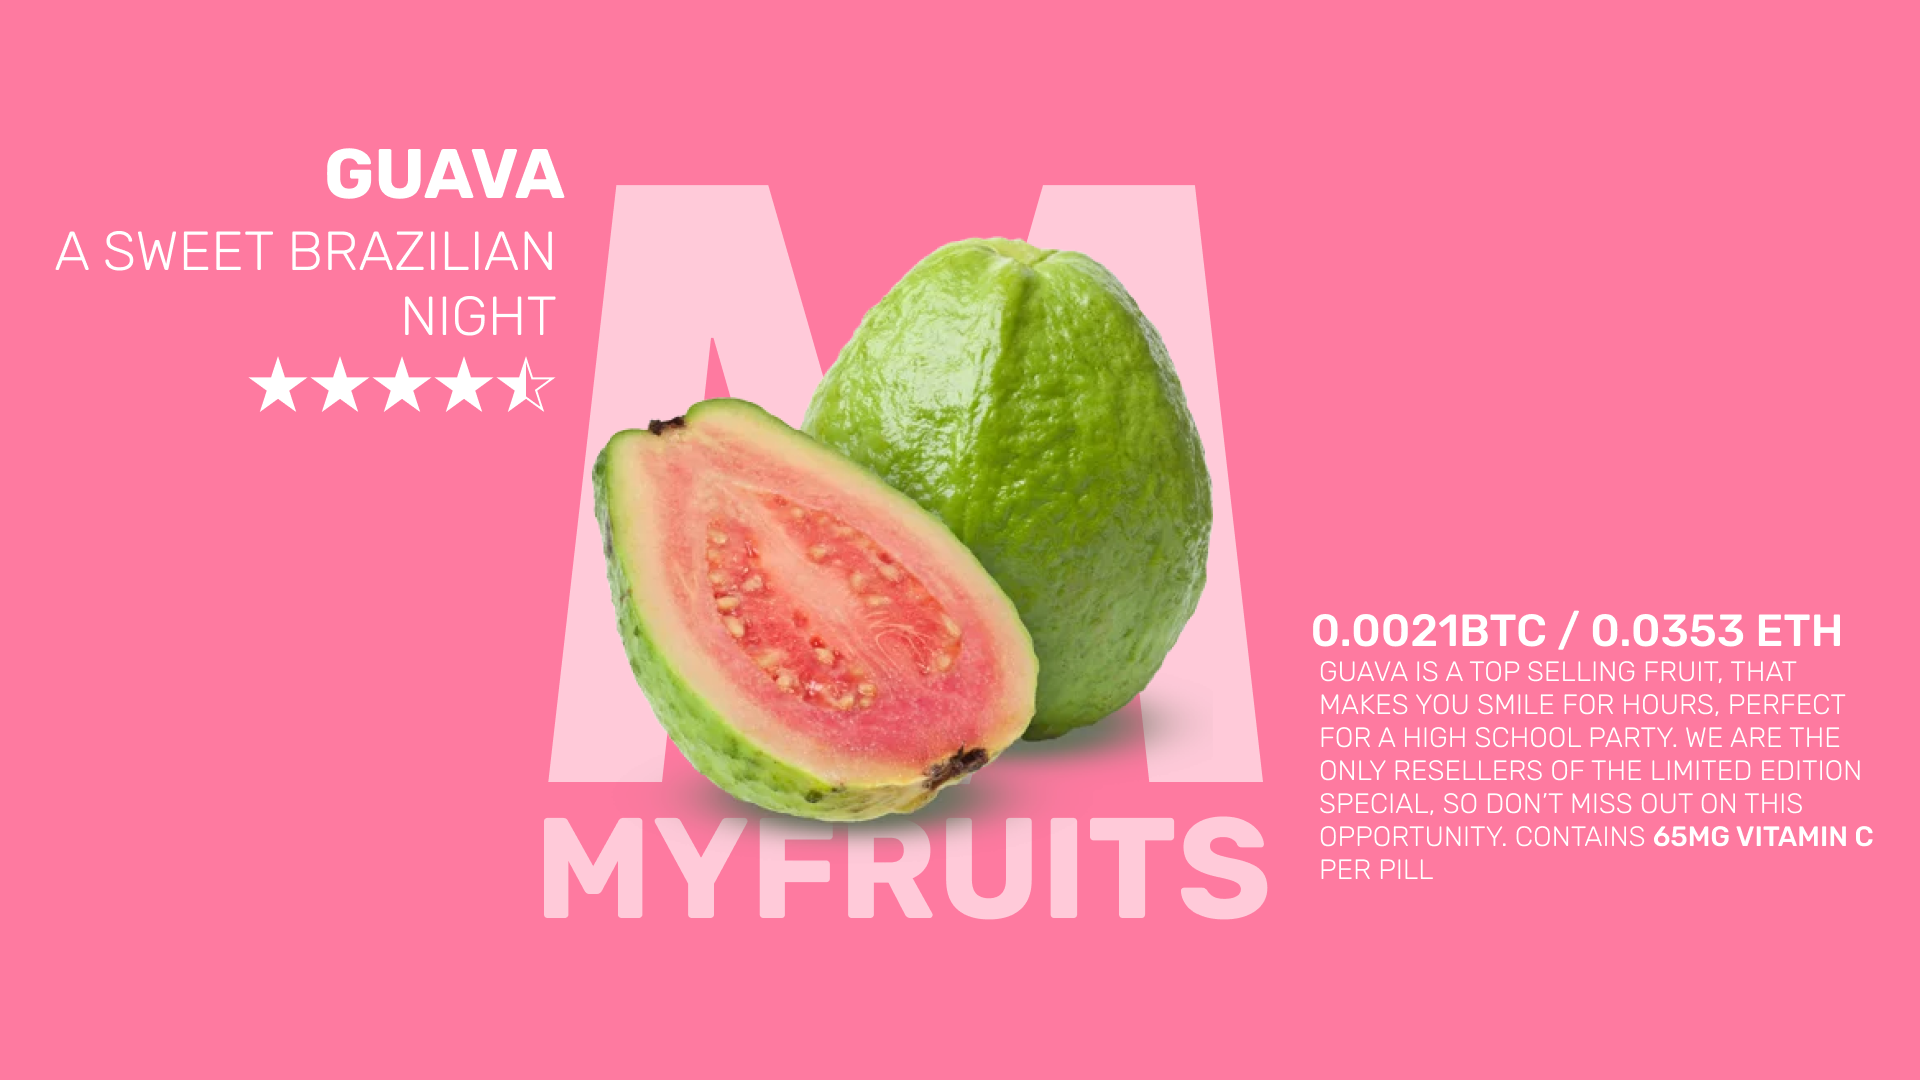 GUAVA
A SWEET BRAZILIAN
NIGHT
M
MYFRUITS
0.0021BTC / 0.0353 ETH
GUAVA IS A TOP SELLING FRUIT, THAT
MAKES YOU SMILE FOR HOURS, PERFECT
FOR A HIGH SCHOOL PARTY. WE ARE THE
ONLY RESELLERS OF THE LIMITED EDITION
SPECIAL, SO DON'T MISS OUT ON THIS
OPPORTUNITY. CONTAINS 65MG VITAMIN C
PER PILL